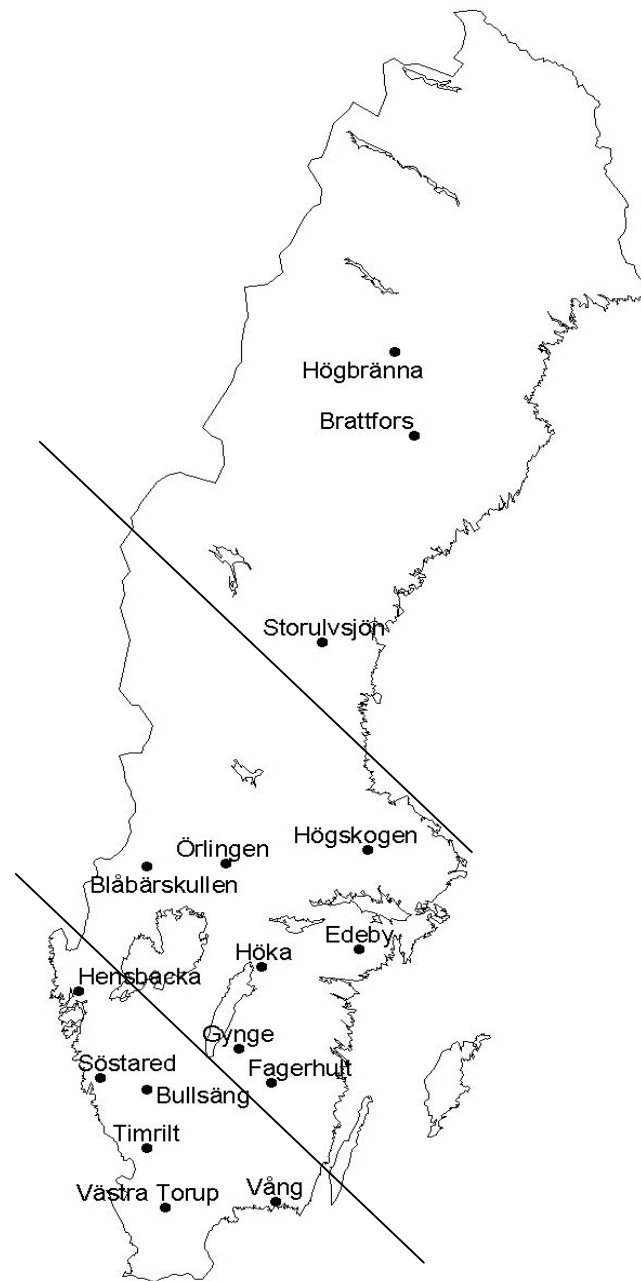 Högbränna
Brattfors
Storulvsjön
Högskogen
Örlingen
Blåbärskullen
Edeby
Höka
Hensbacka
Gynge
Söstared
Fagerhult
Bullsäng
Timrilt
Västra Torup
Vång